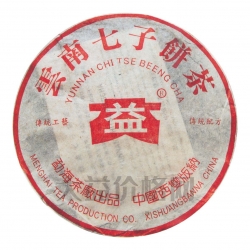 雲南七子餅茶
YUNNAN CHI TSE BEENG CHA
®
益
傳統工藝
傳統配方
勐海茶廠出品 中國西雙版納
MENGHAI TEA PRODUCTION CO. XISHUANGBANNA CHINA